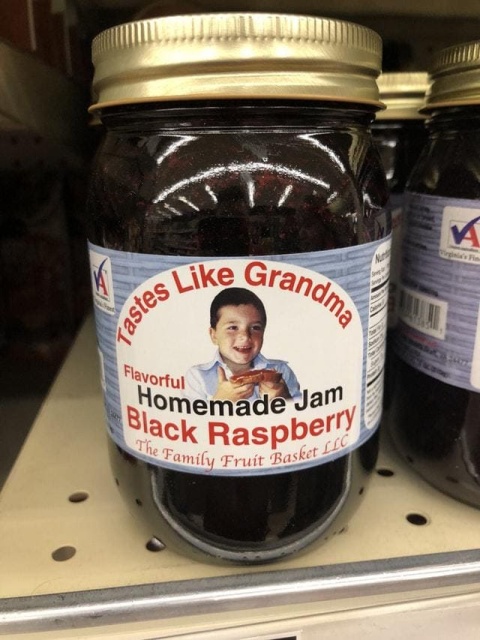 Tastes Like Grandma
Flavorful
Homemade Jam
Black Raspberry
The Family Fruit Basket LLC